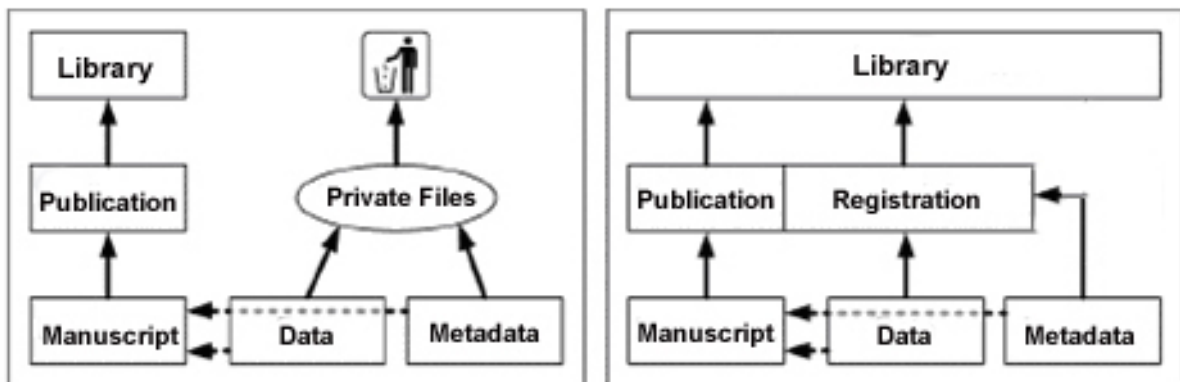 Library
Publication
Private Files
Manuscript
Data
Metadata
Library
Publication
Registration
Manuscript
Data
Metadata